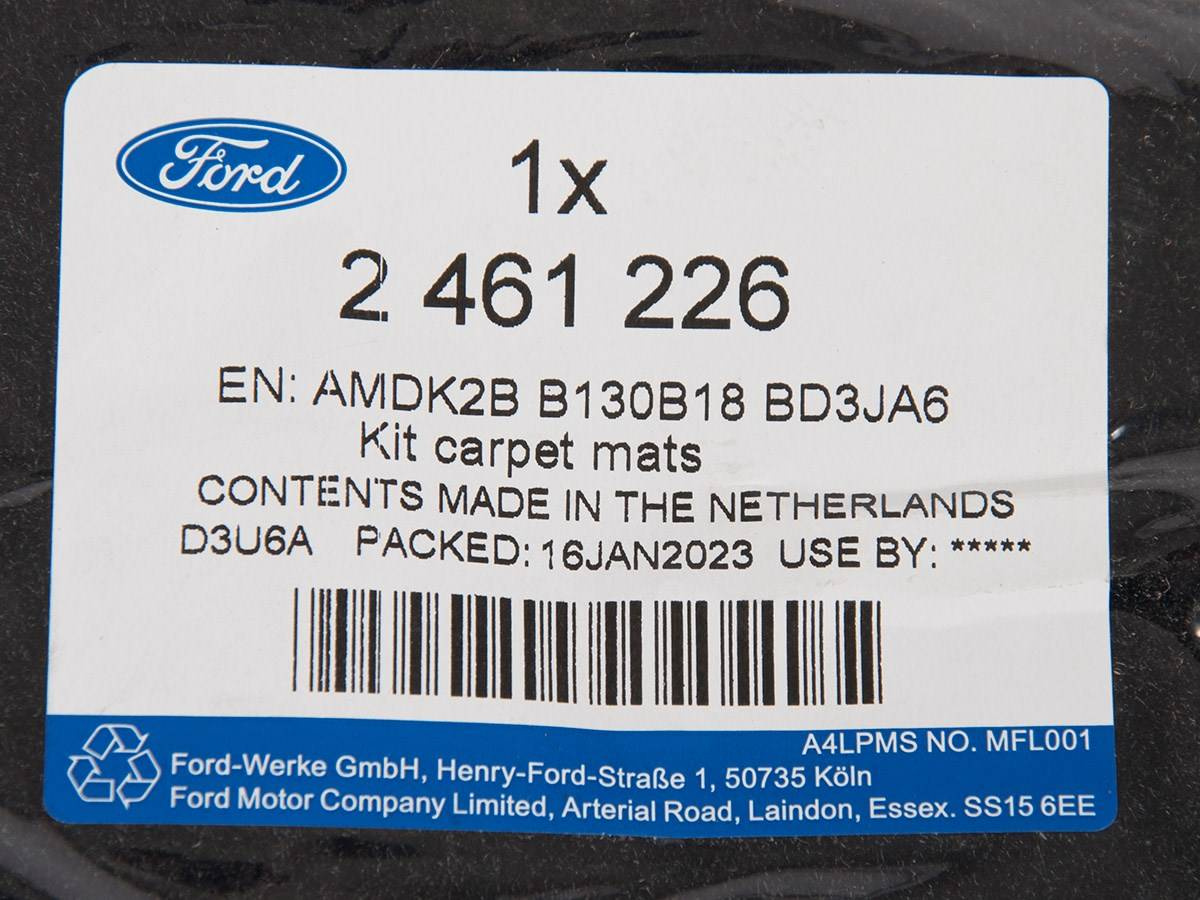 Ford
1x
2 461 226
EN: AMDK2B B130B18 BD3JA6
Kit carpet mats
CONTENTS MADE IN THE NETHERLANDS
D3U6A PACKED: 16JAN2023 USE BY: *****
A4LPMS NO. MFL001
Ford-Werke GmbH, Henry-Ford-Straße 1, 50735 Köln
Ford Motor Company Limited, Arterial Road, Laindon, Essex. SS15 6EE